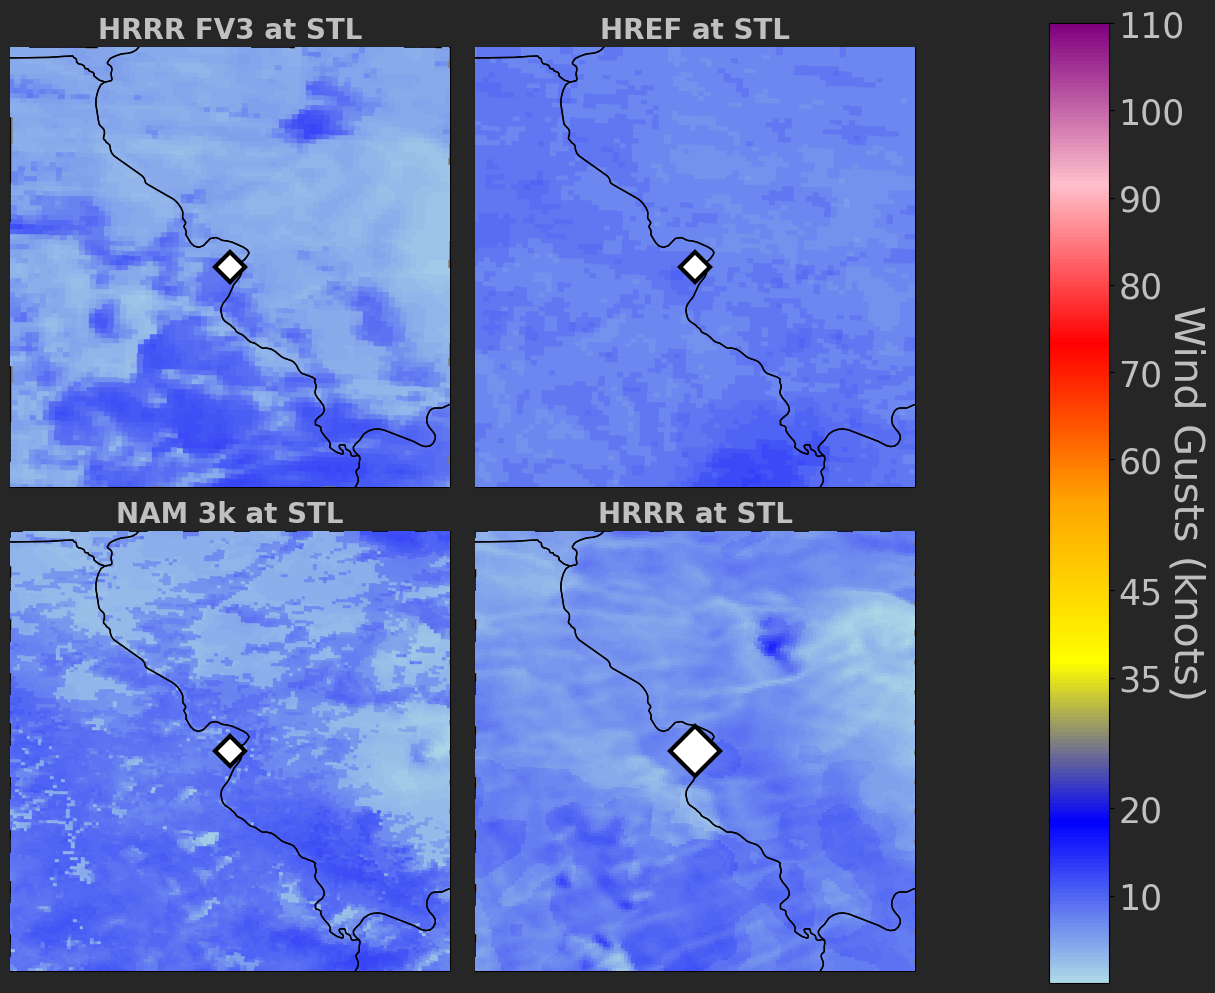 HRRR FV3 at STL
HREF at STL
NAM 3k at STL
HRRR at STL
110
100
90
80
70
60
45
35
20
10
Wind Gusts (knots)